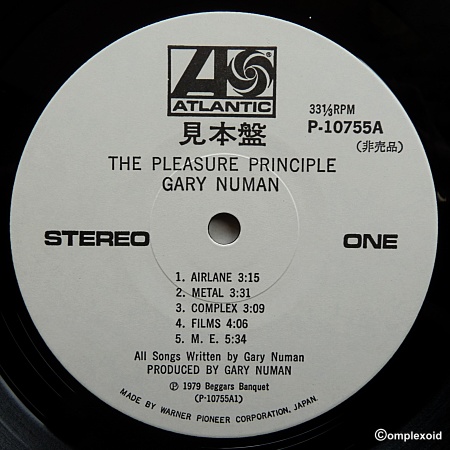 ATLANTIC
33⅓RPM
見本盤
P-10755A
(非売品)
THE PLEASURE PRINCIPLE
GARY NUMAN
STEREO
ONE
1. AIRLANE 3:15
2. METAL 3:31
3. COMPLEX 3:09
4. FILMS 4:06
5. M. E. 5:34
All Songs Written by Gary Numan
PRODUCED BY GARY NUMAN
℗ 1979 Beggars Banquet
(P-10755A1)
MADE BY WARNER PIONEER CORPORATION, JAPAN.
©omplexoid